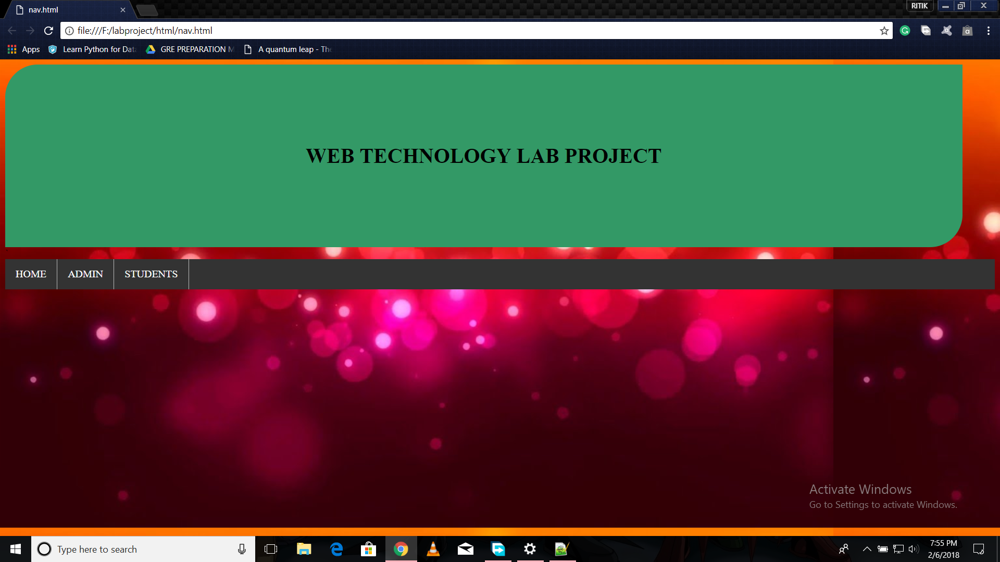 nav.html
RITIK
file:///F:/labproject/html/nav.html
Apps Learn Python for Dat GRE PREPARATION M A quantum leap - The
WEB TECHNOLOGY LAB PROJECT
HOME ADMIN STUDENTS
Activate Windows
Go to Settings to activate Windows.
Type here to search
7:55 PM
2/6/2018